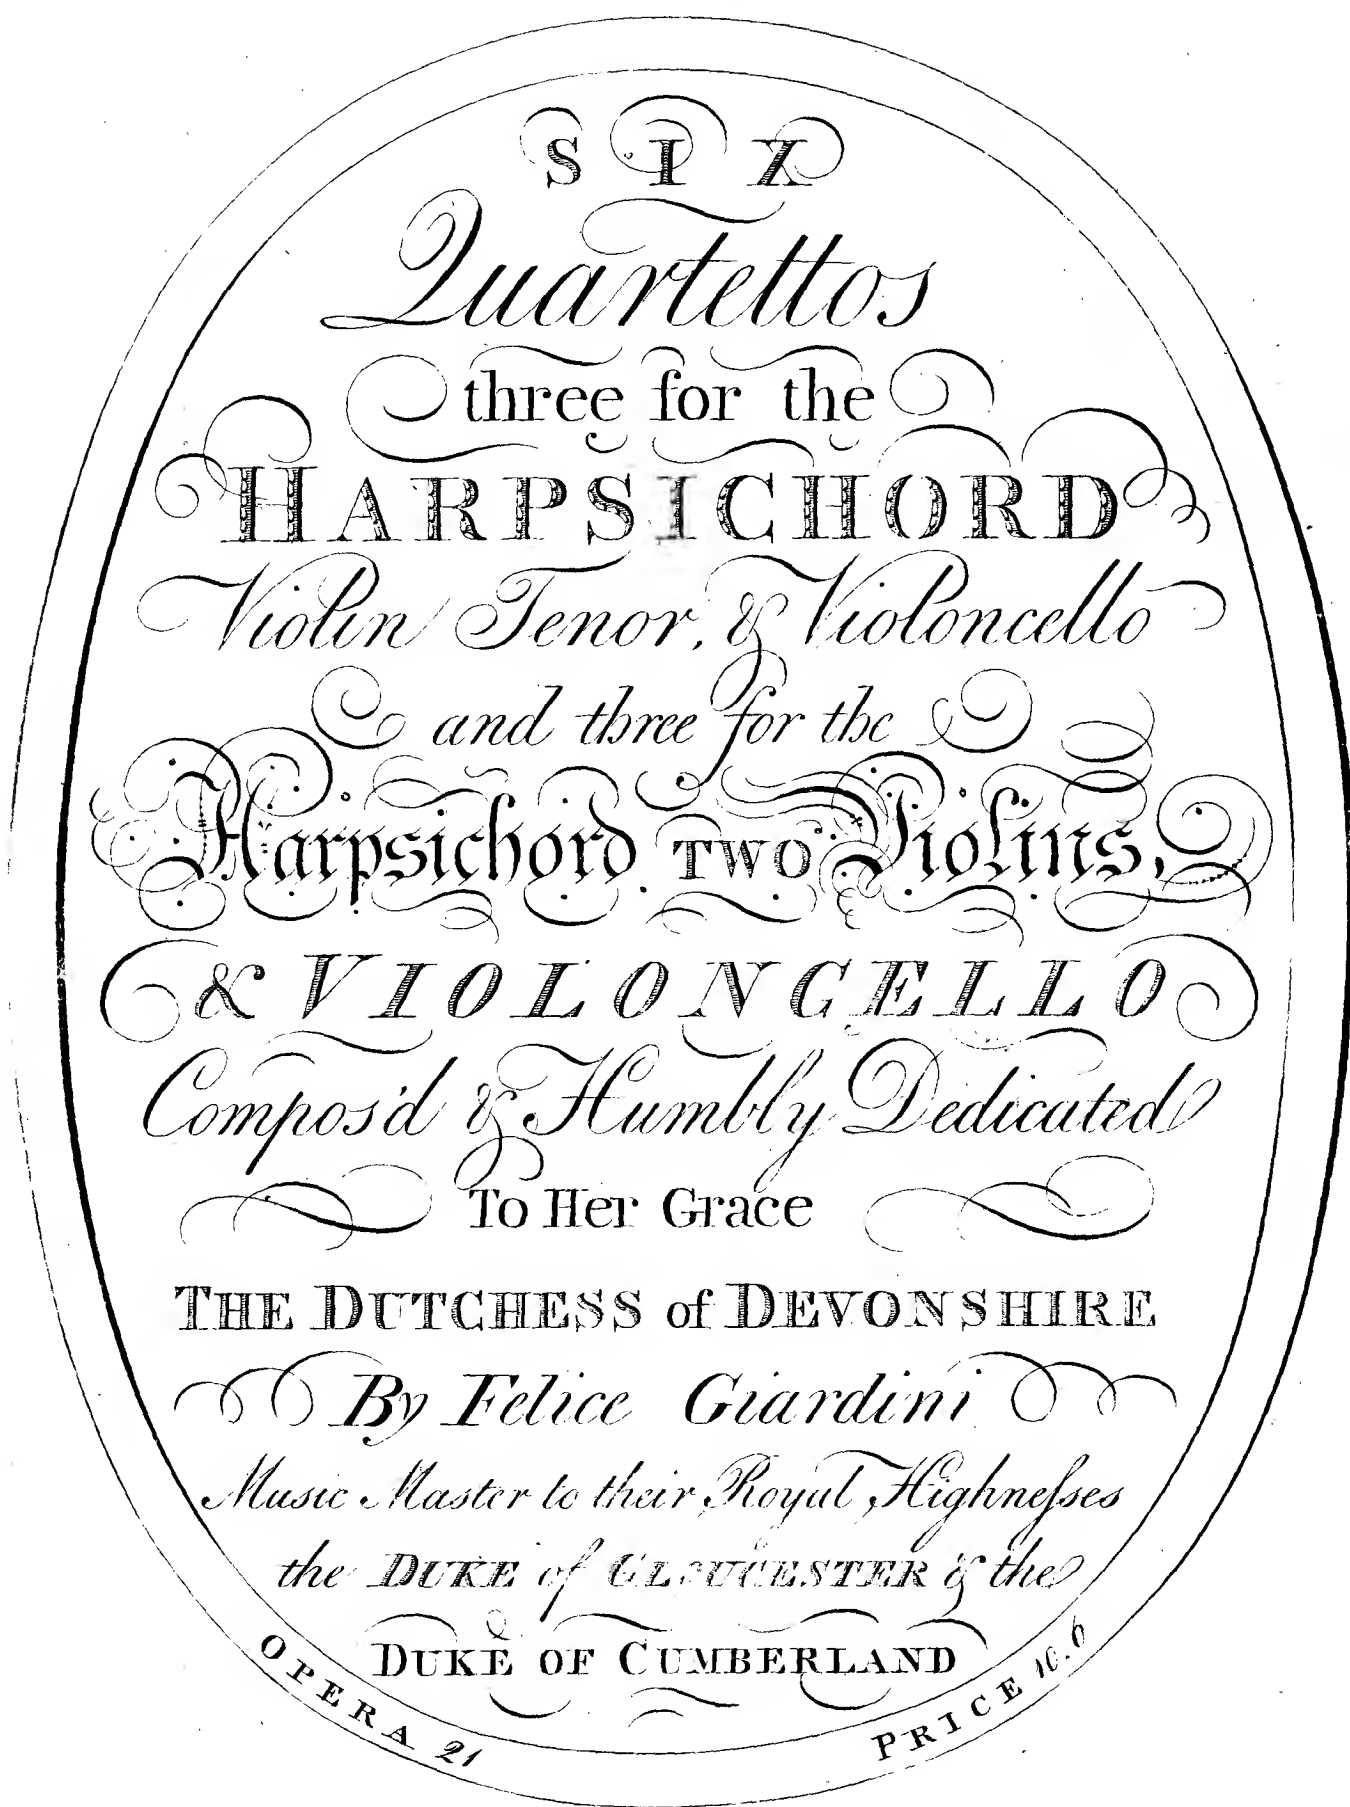 SIX
Quartettos
three for the
HARPSICHORD
Violin Tenor, & Violoncello
and three for the
Harpsichord TWO Violins,
& VIOLONCELLO
Compos'd & Humbly Dedicated
To Her Grace
THE DUTCHESS of DEVONSHIRE
By Felice Giardini
Music Master to their Royal Highneſses
the DUKE of GLOUCESTER & the
DUKE OF CUMBERLAND
OPERA 21
PRICE 10.6